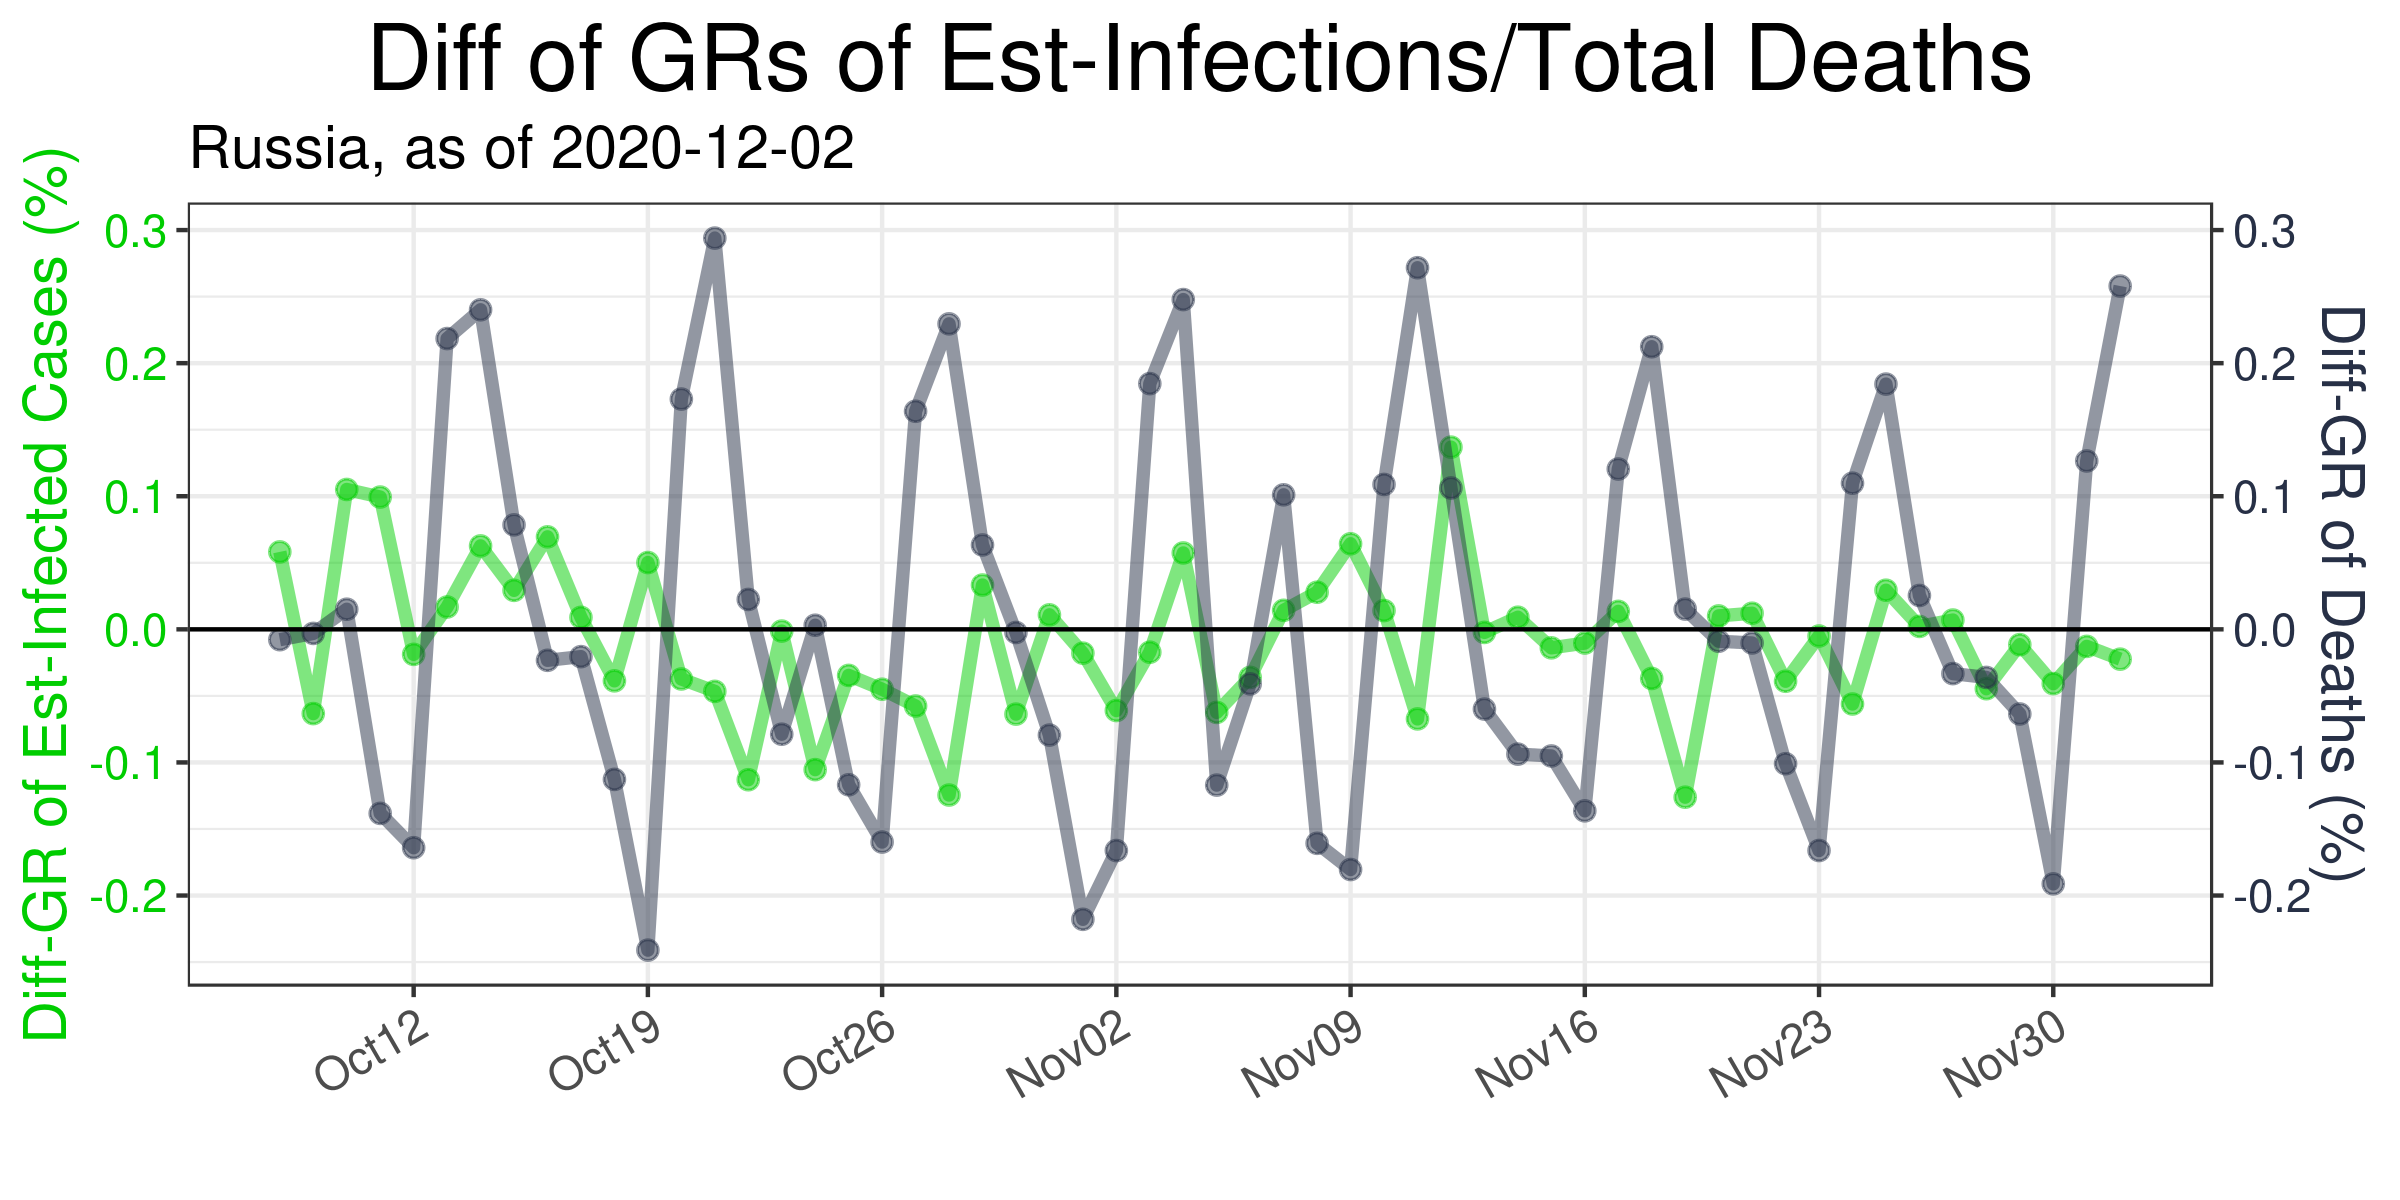 Diff of GRs of Est-Infections/Total Deaths
Russia, as of 2020-12-02
Diff-GR of Est-Infected Cases (%)
0.3
0.2
0.1
0.0
-0.1
-0.2
0.3
0.2
0.1
0.0
-0.1
-0.2
Diff-GR of Deaths (%)
Oct12
Oct19
Oct26
Nov02
Nov09
Nov16
Nov23
Nov30